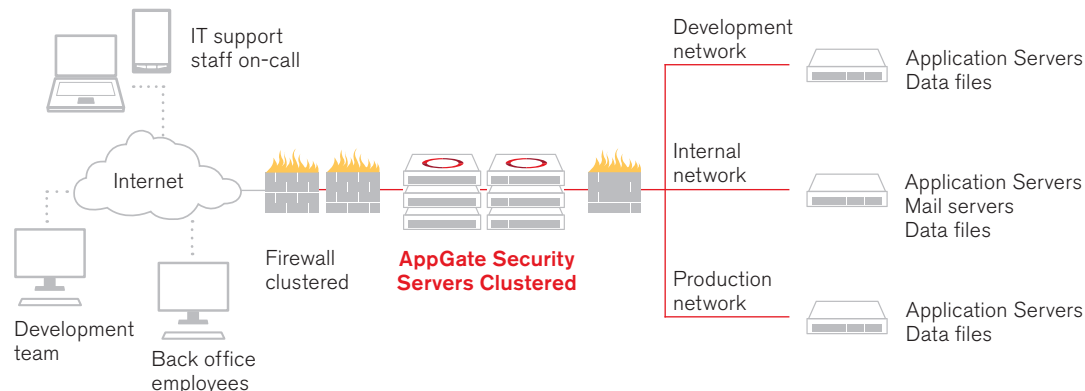 IT support
staff on-call
Internet
Development
team
Back office
employees
Firewall
clustered
AppGate Security
Servers Clustered
Development
network
Application Servers
Data files
Internal
network
Application Servers
Mail servers
Data files
Production
network
Application Servers
Data files